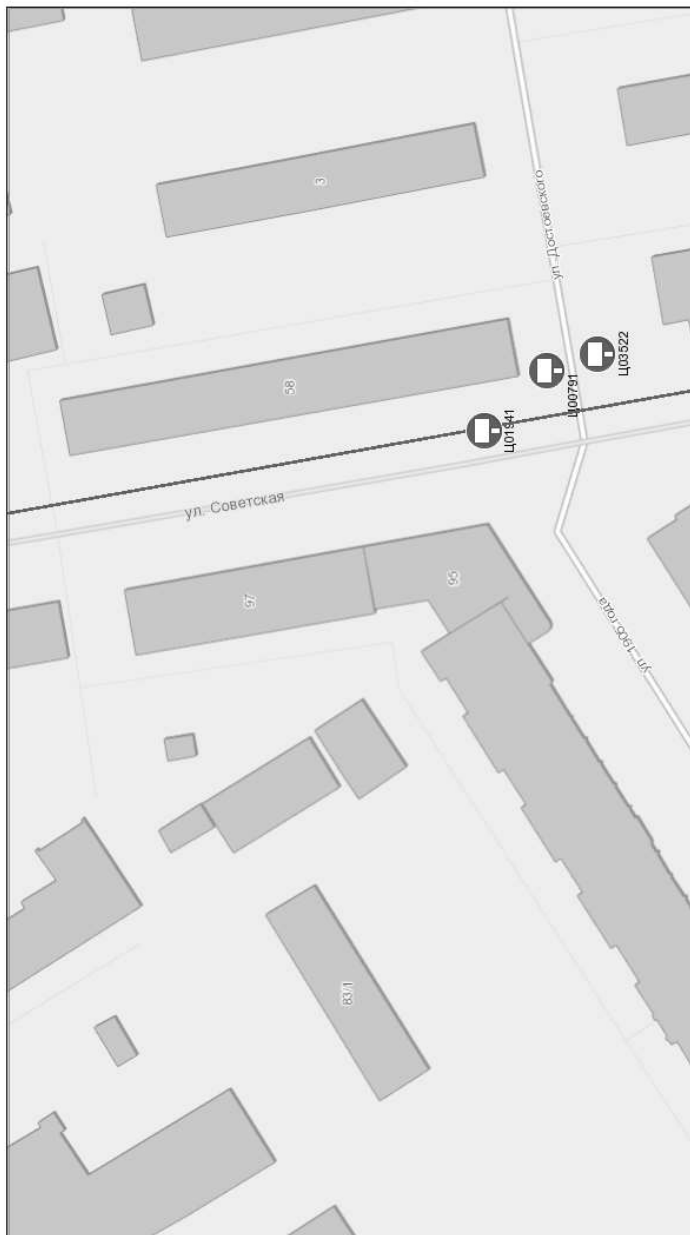 3
ул. Достоевского
58
Ц03522
Ц00791
Ц01941
ул. Советская
97
95
ул. 1905 года
83/1